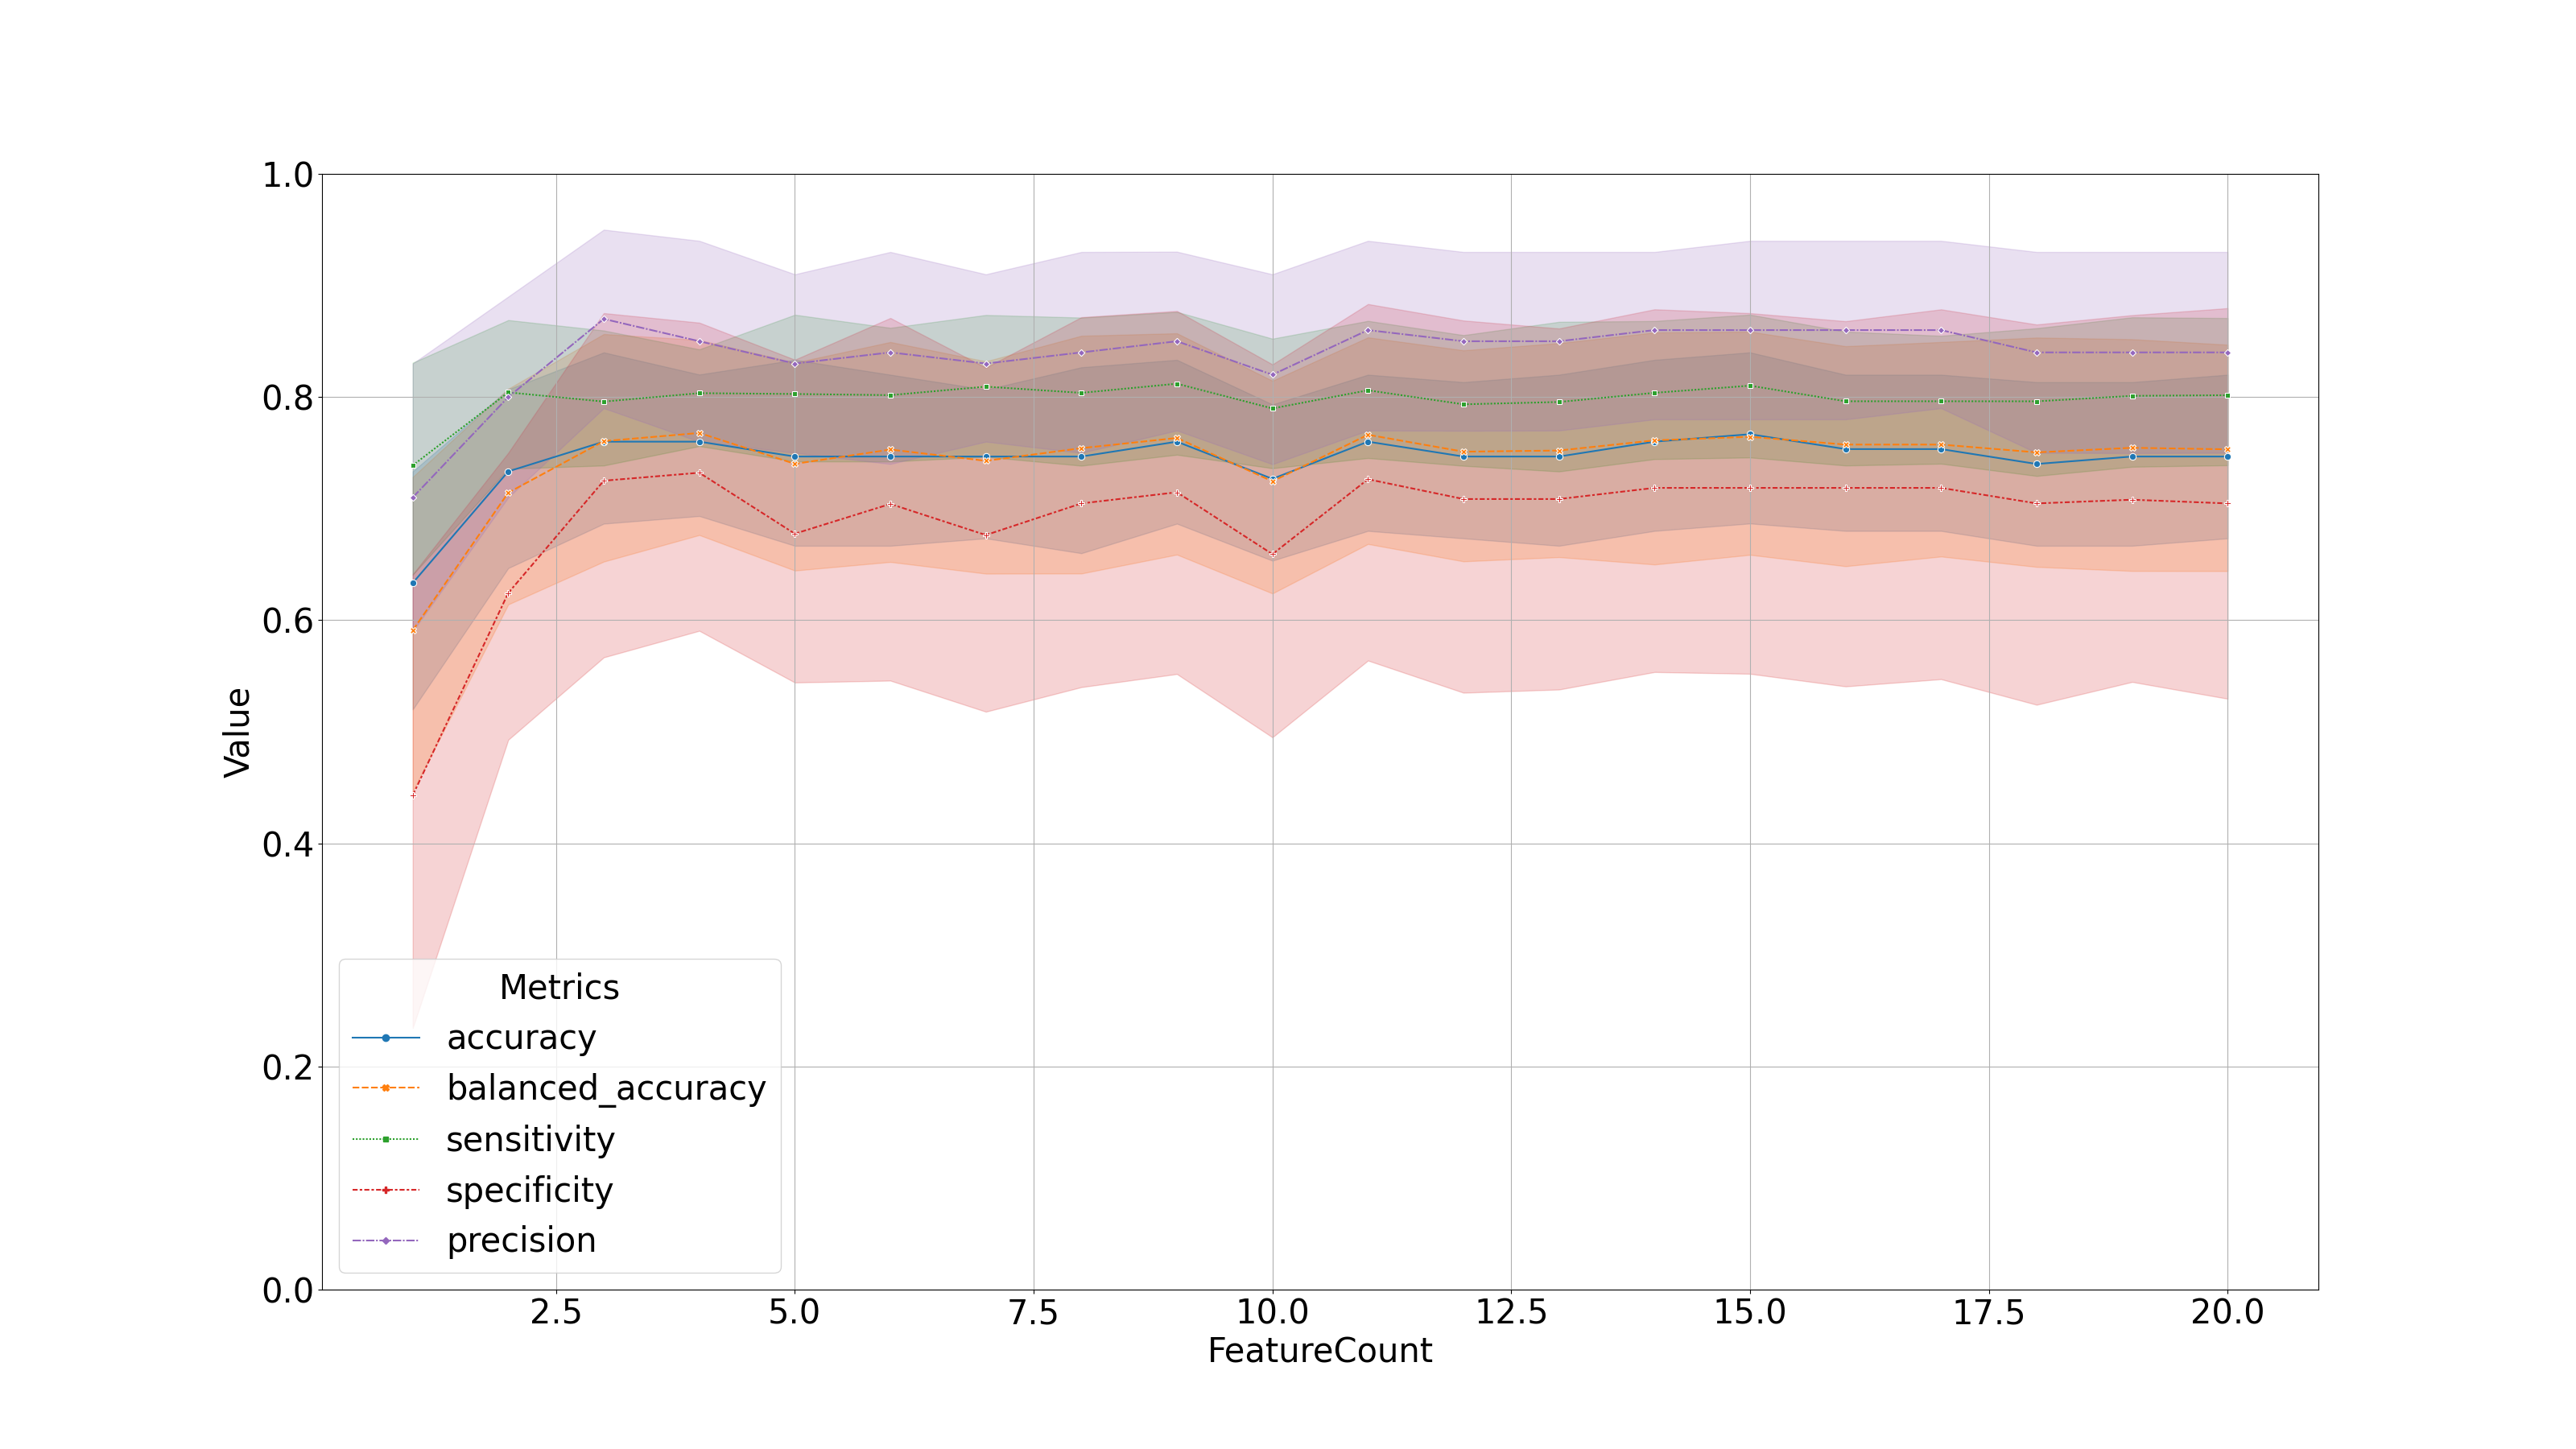 1.0
0.8
0.6
0.4
0.2
0.0
Value
Metrics
accuracy
balanced_accuracy
sensitivity
specificity
precision
2.5 5.0 7.5 10.0 12.5 15.0 17.5 20.0
FeatureCount